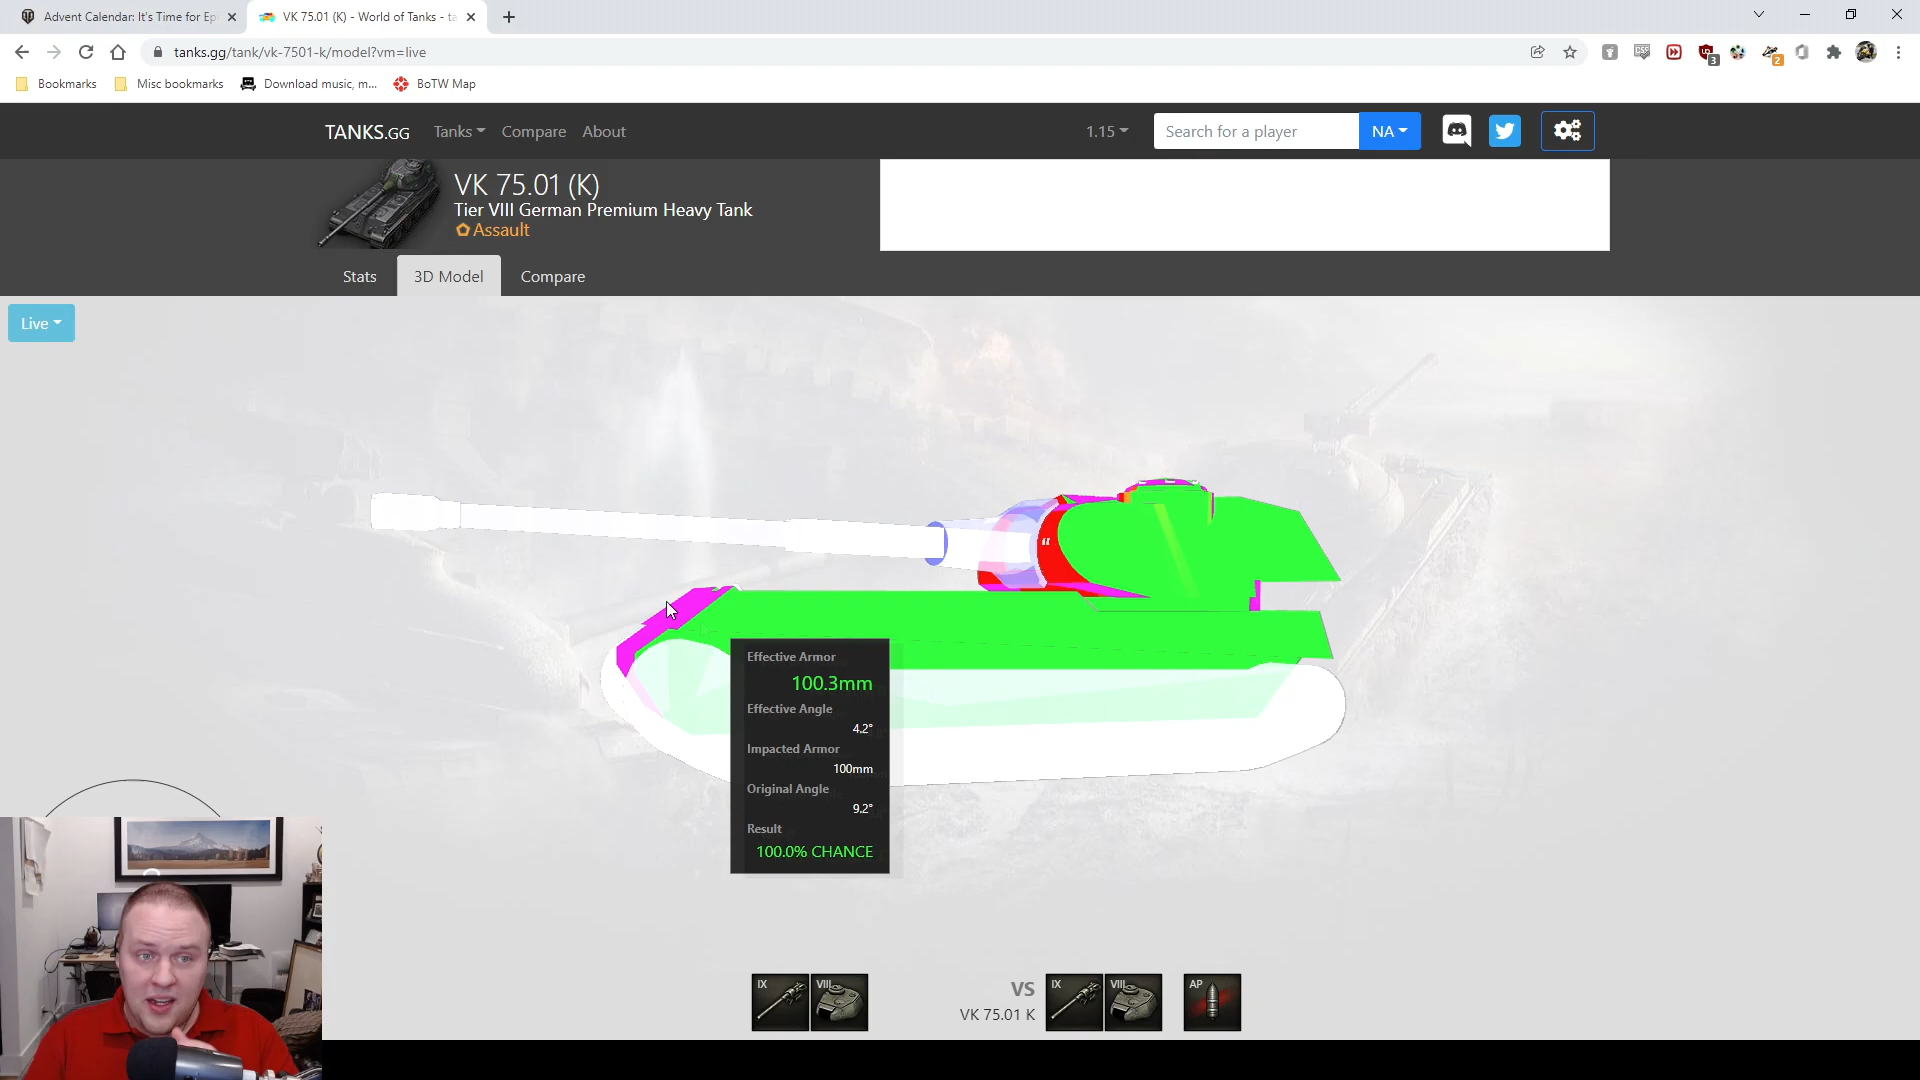 Advent Calendar: It's Time for Ep
VK 75.01 (K) - World of Tanks - ta
tanks.gg/tank/vk-7501-k/model?vm=live
3
2
Bookmarks
Misc bookmarks
Download music, m...
BoTW Map
TANKS.GG
Tanks
Compare
About
1.15
Search for a player
NA
VK 75.01 (K)
Tier VIII German Premium Heavy Tank
Assault
Stats
3D Model
Compare
Live
Effective Armor
100.3mm
Effective Angle
4.2°
Impacted Armor
100mm
Original Angle
9.2°
Result
100.0% CHANCE
IX
VIII
VS
VK 75.01 K
IX
VIII
AP